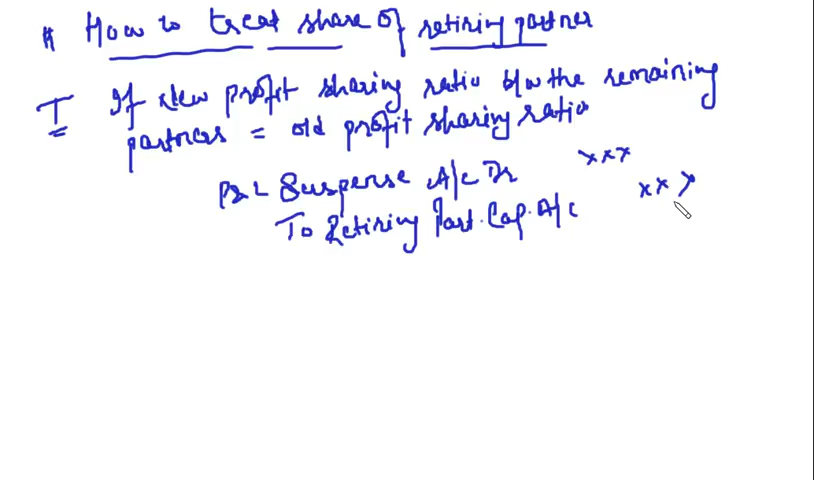 # How to treat share of retiring partner
I If New profit sharing ratio b/w the remaining
partners = old profit sharing ratio
P&L Suspense A/c Dr xxx
To Retiring Part. Cap. A/c xxx